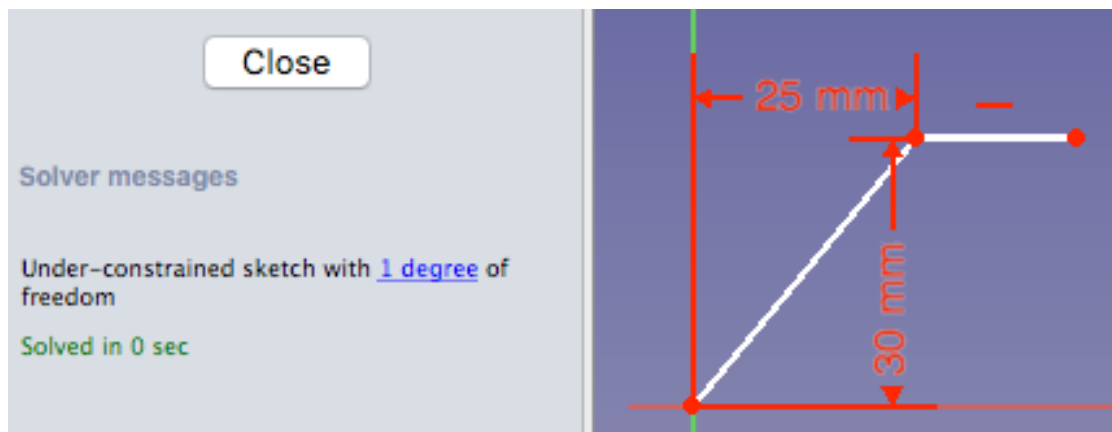 Close
Solver messages
Under-constrained sketch with 1 degree of
freedom
Solved in 0 sec
25 mm
30 mm